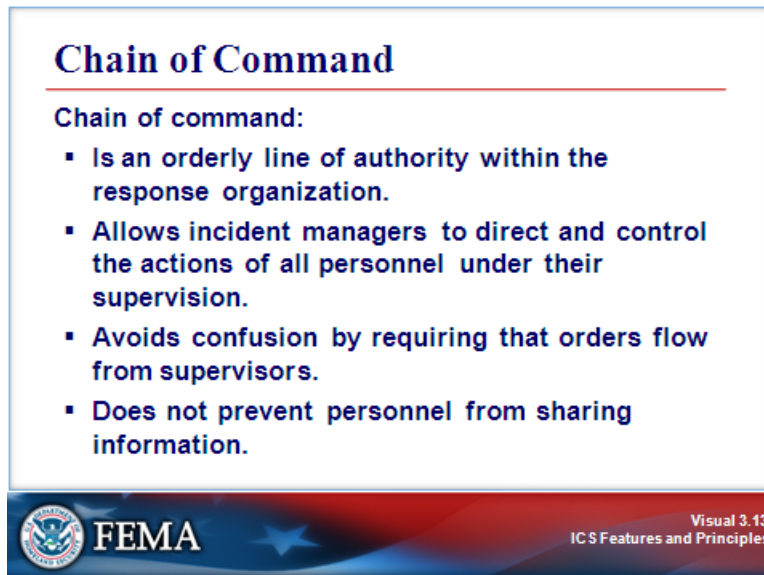 Chain of Command
Chain of command:
▪ Is an orderly line of authority within the
response organization.
▪ Allows incident managers to direct and control
the actions of all personnel under their
supervision.
▪ Avoids confusion by requiring that orders flow
from supervisors.
▪ Does not prevent personnel from sharing
information.
FEMA
Visual 3.13
ICS Features and Principles